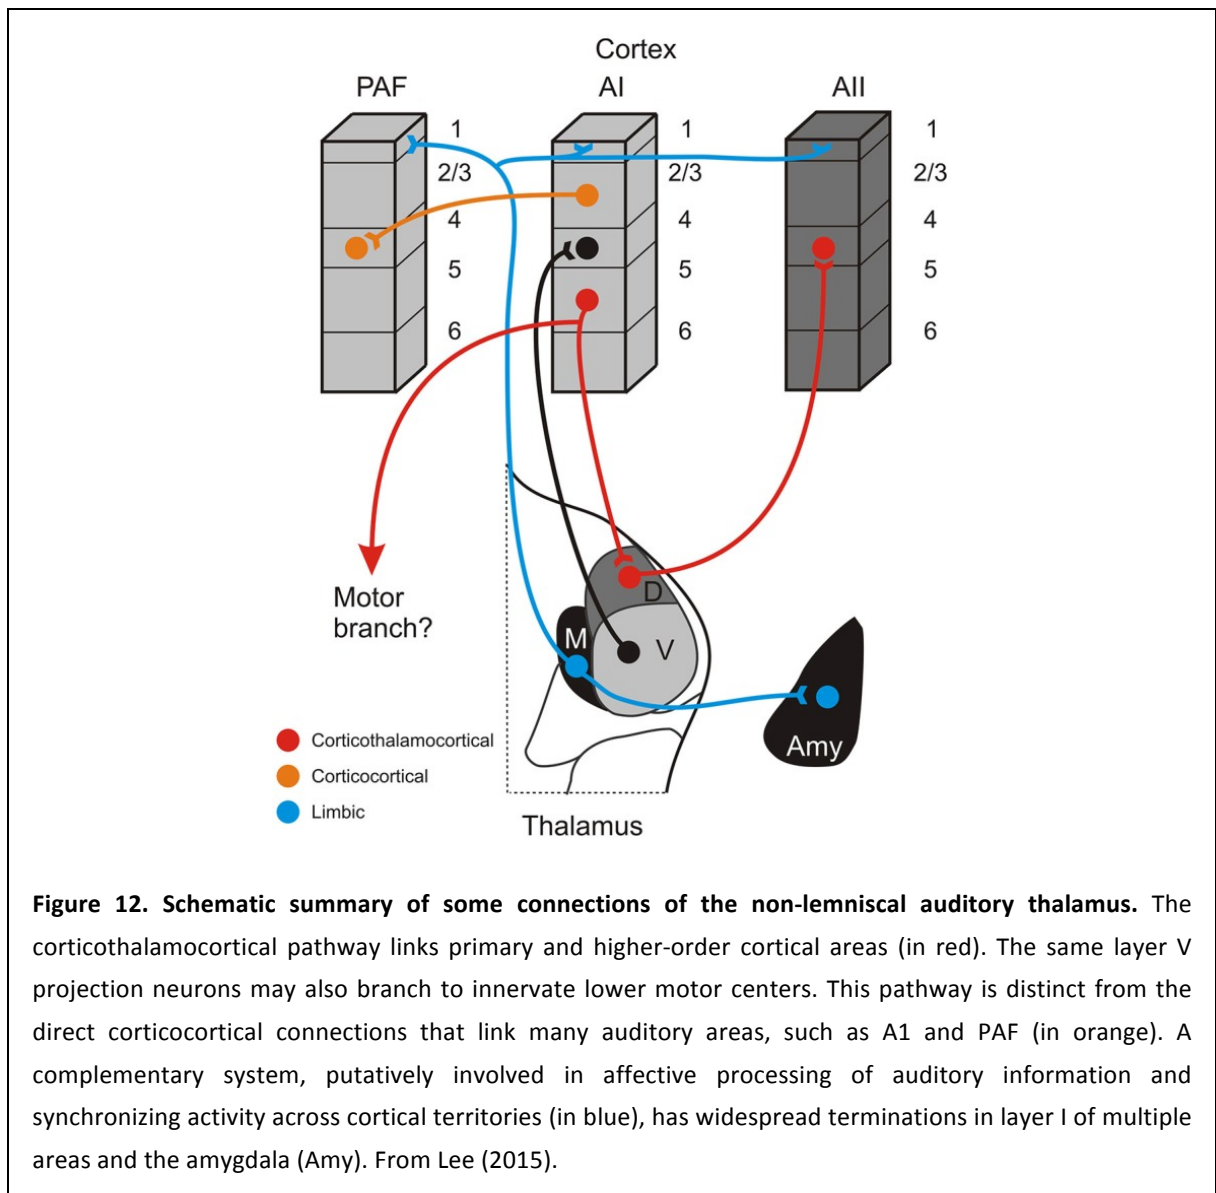 Cortex
PAF
AI
AII
1
2/3
4
5
6
1
2/3
4
5
6
1
2/3
4
5
6
Motor
branch?
D
M
V
Amy
Corticothalamocortical
Corticocortical
Limbic
Thalamus
Figure 12. Schematic summary of some connections of the non-lemniscal auditory thalamus. The
corticothalamocortical pathway links primary and higher-order cortical areas (in red). The same layer V
projection neurons may also branch to innervate lower motor centers. This pathway is distinct from the
direct corticocortical connections that link many auditory areas, such as A1 and PAF (in orange). A
complementary system, putatively involved in affective processing of auditory information and
synchronizing activity across cortical territories (in blue), has widespread terminations in layer I of multiple
areas and the amygdala (Amy). From Lee (2015).